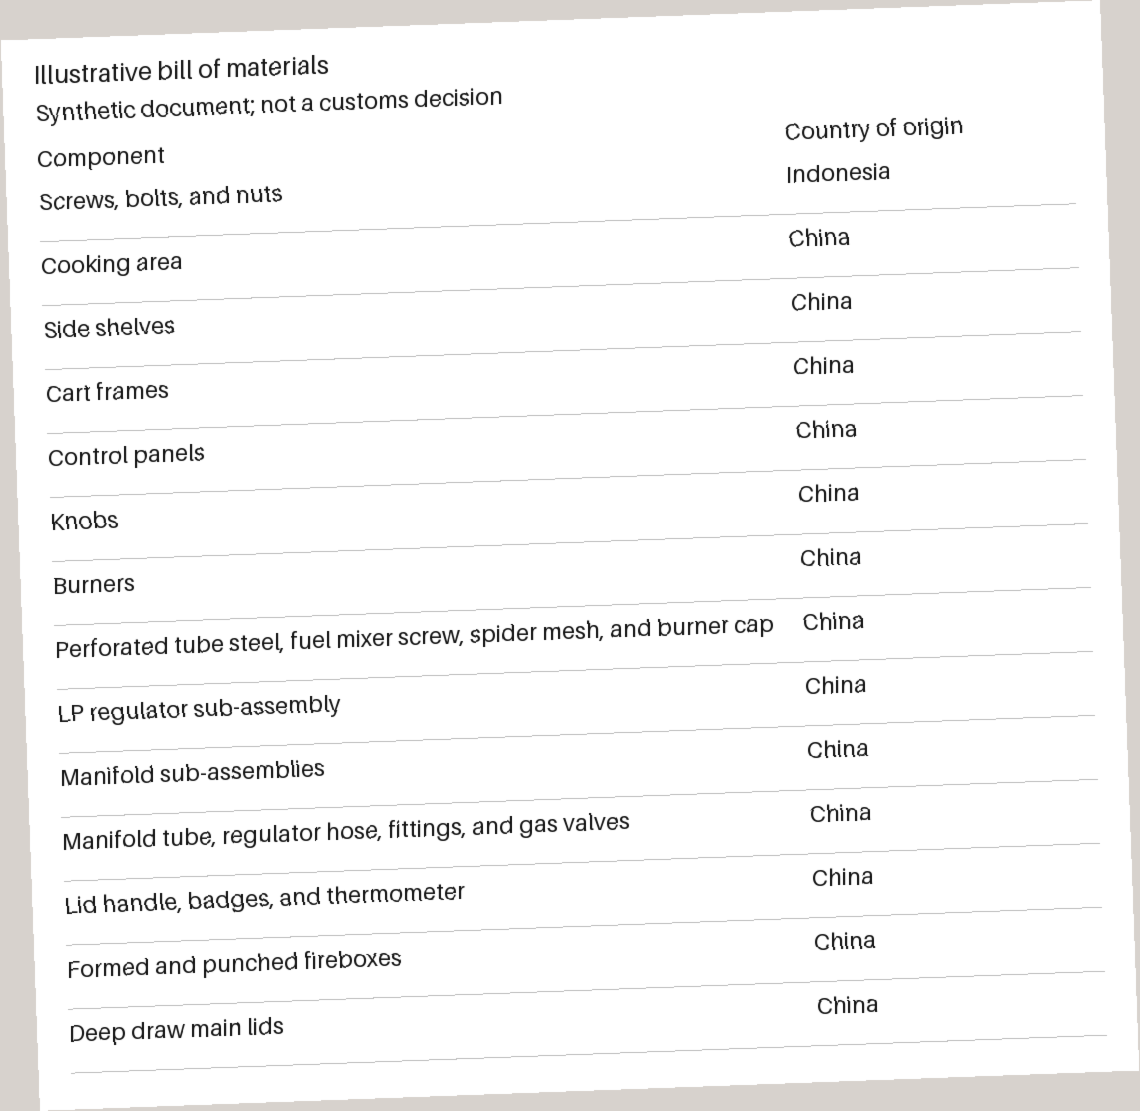 Illustrative bill of materials
Synthetic document; not a customs decision
Component Country of origin
Screws, bolts, and nuts Indonesia
Cooking area China
Side shelves China
Cart frames China
Control panels China
Knobs China
Burners China
Perforated tube steel, fuel mixer screw, spider mesh, and burner cap China
LP regulator sub-assembly China
Manifold sub-assemblies China
Manifold tube, regulator hose, fittings, and gas valves China
Lid handle, badges, and thermometer China
Formed and punched fireboxes China
Deep draw main lids China